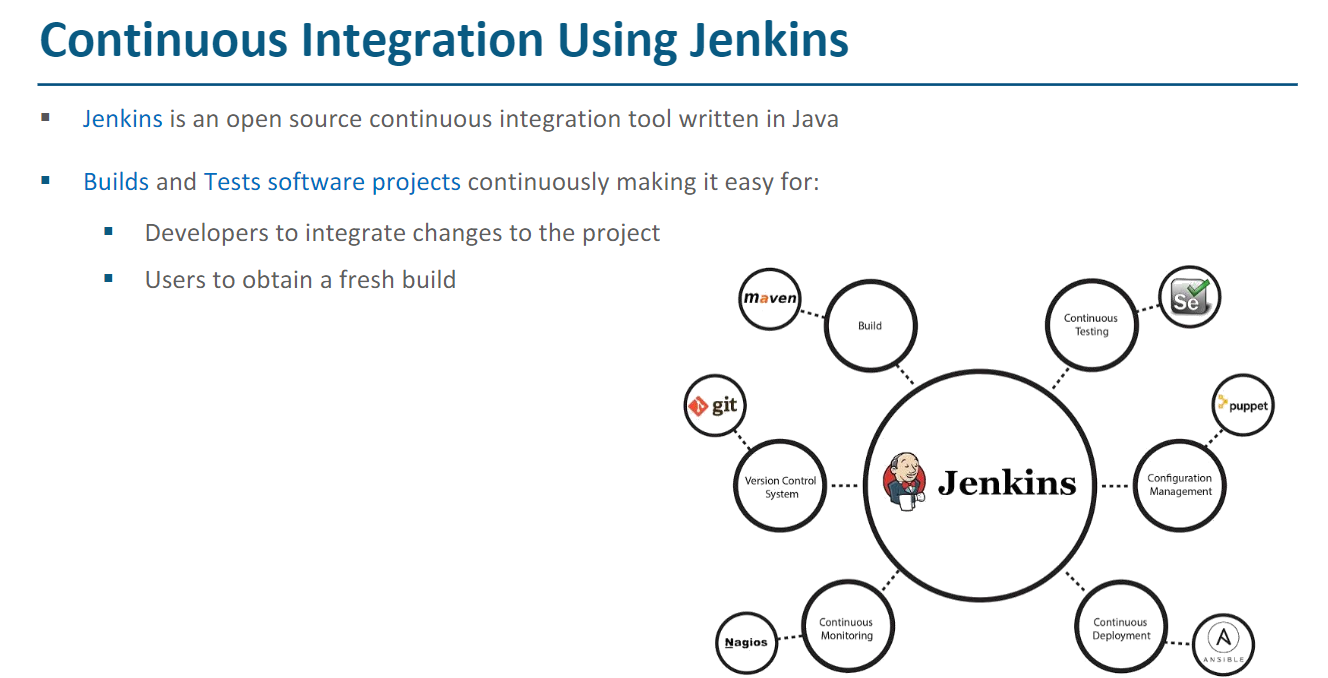 Continuous Integration Using Jenkins
Jenkins is an open source continuous integration tool written in Java
Builds and Tests software projects continuously making it easy for:
Developers to integrate changes to the project
Users to obtain a fresh build
maven
Build
Continuous
Testing
Se
git
puppet
Version Control
System
Jenkins
Configuration
Management
Continuous
Monitoring
Nagios
Continuous
Deployment
A
ANSIBLE